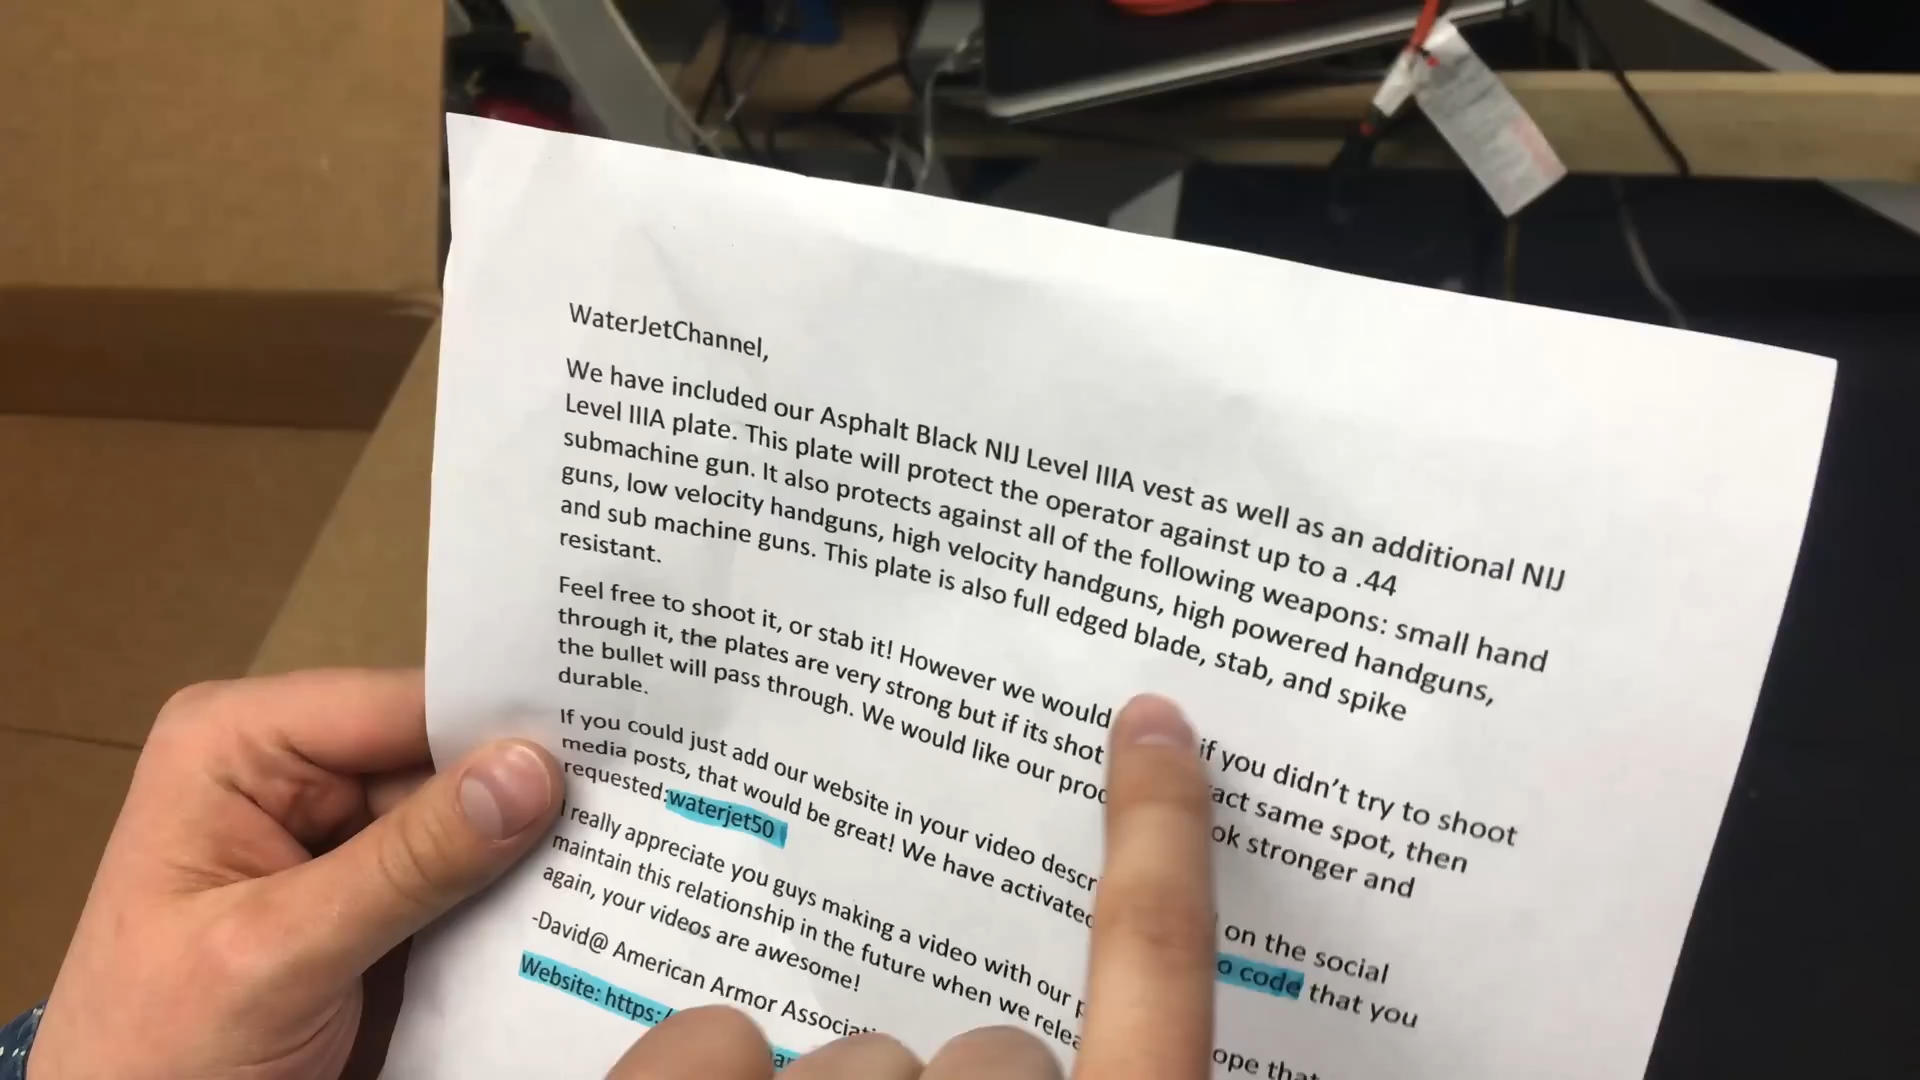 WaterJetChannel,
We have included our Asphalt Black NIJ Level IIIA vest as well as an additional NIJ
Level IIIA plate. This plate will protect the operator against up to a .44
submachine gun. It also protects against all of the following weapons: small hand
guns, low velocity handguns, high velocity handguns, high powered handguns,
and sub machine guns. This plate is also full edged blade, stab, and spike
resistant.
Feel free to shoot it, or stab it! However we would if you didn't try to shoot
through it, the plates are very strong but if its shot same spot, then
the bullet will pass through. We would like our stronger and
durable.
If you could just add our website in your video on the social
media posts, that would be great! We have activated code that you
requested:waterjet50
I really appreciate you guys making a video with our
maintain this relationship in the future when we
again, your videos are awesome!
-David@ American Armor
Website: https:/